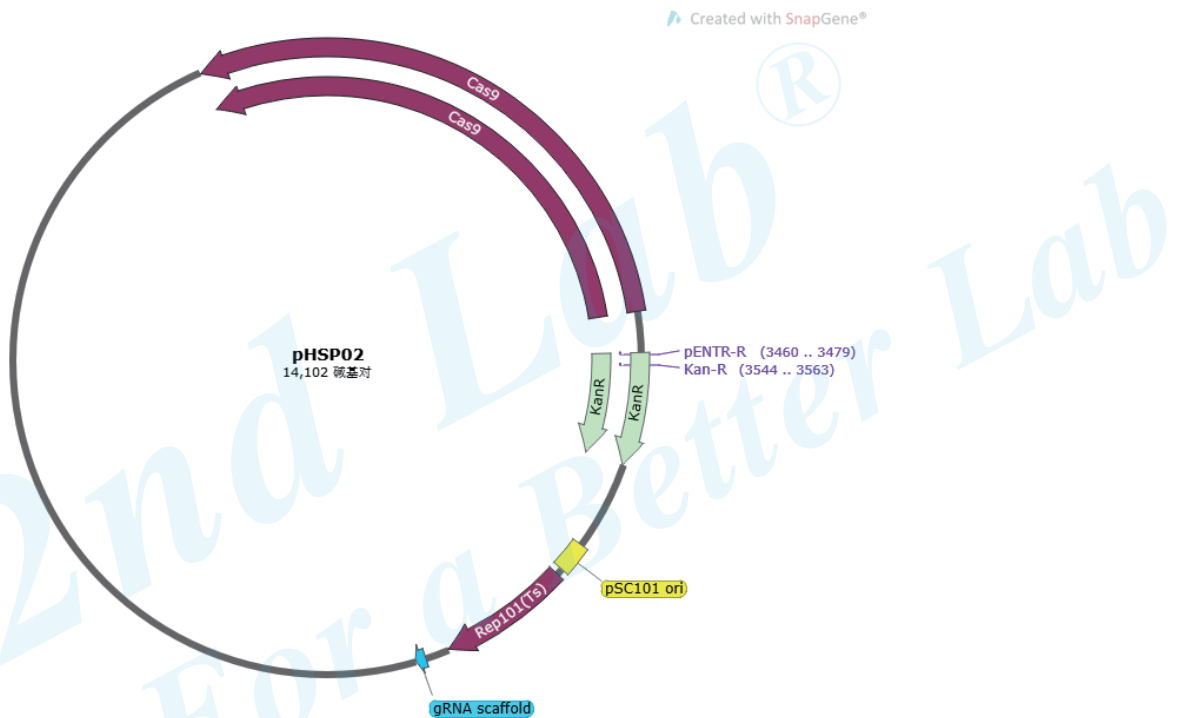 Created with SnapGene®
Cas9
Cas9
pHSP02
14,102 碱基对
pENTR-R (3460 .. 3479)
Kan-R (3544 .. 3563)
KanR
KanR
pSC101 ori
Rep101(Ts)
gRNA scaffold
2nd Lab®
For a Better Lab